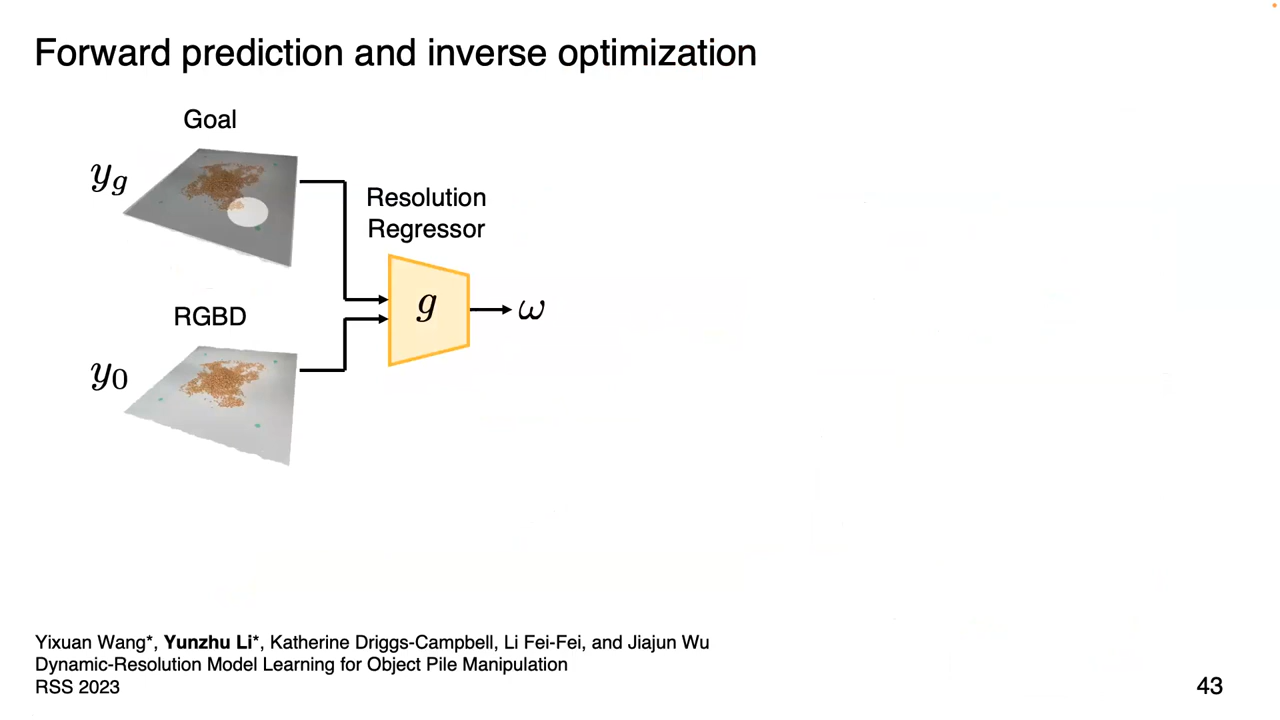 Forward prediction and inverse optimization
Goal
y_g
Resolution
Regressor
g
ω
RGBD
y_0
Yixuan Wang*, Yunzhu Li*, Katherine Driggs-Campbell, Li Fei-Fei, and Jiajun Wu
Dynamic-Resolution Model Learning for Object Pile Manipulation
RSS 2023
43